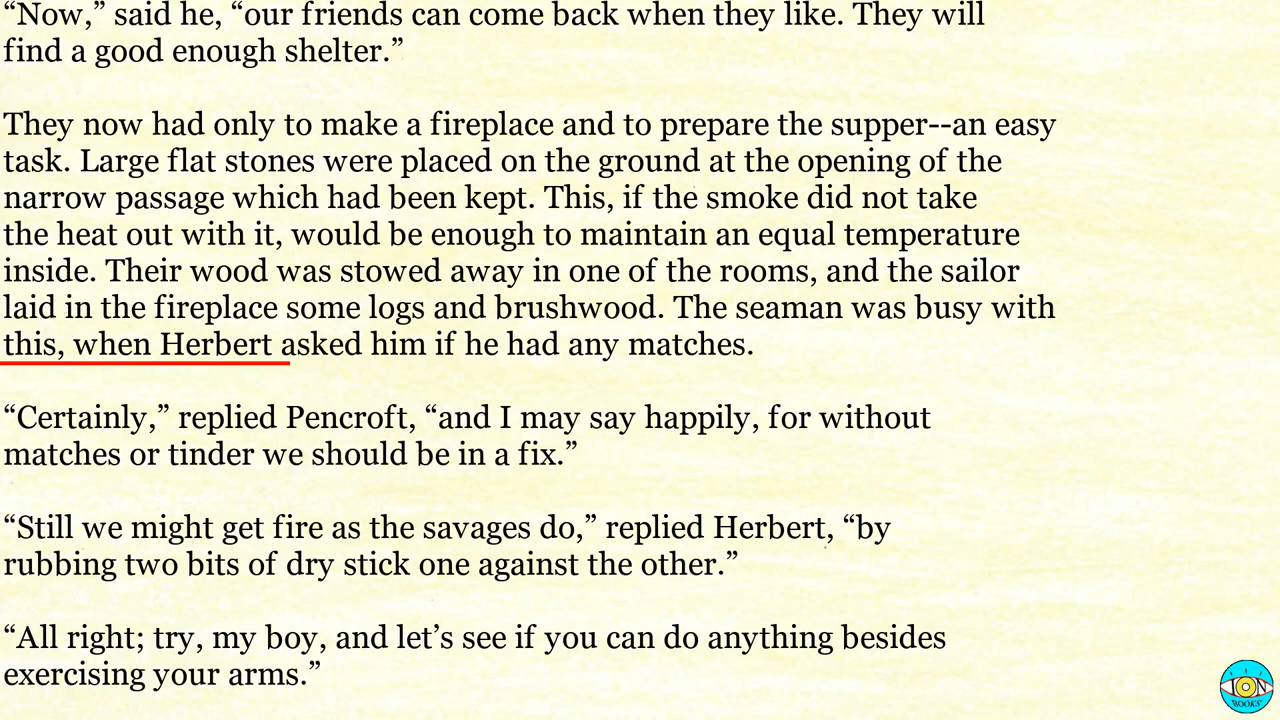 “Now,” said he, “our friends can come back when they like. They will
find a good enough shelter.”
They now had only to make a fireplace and to prepare the supper--an easy
task. Large flat stones were placed on the ground at the opening of the
narrow passage which had been kept. This, if the smoke did not take
the heat out with it, would be enough to maintain an equal temperature
inside. Their wood was stowed away in one of the rooms, and the sailor
laid in the fireplace some logs and brushwood. The seaman was busy with
this, when Herbert asked him if he had any matches.
“Certainly,” replied Pencroft, “and I may say happily, for without
matches or tinder we should be in a fix.”
“Still we might get fire as the savages do,” replied Herbert, “by
rubbing two bits of dry stick one against the other.”
“All right; try, my boy, and let’s see if you can do anything besides
exercising your arms.”
ION
BOOKS